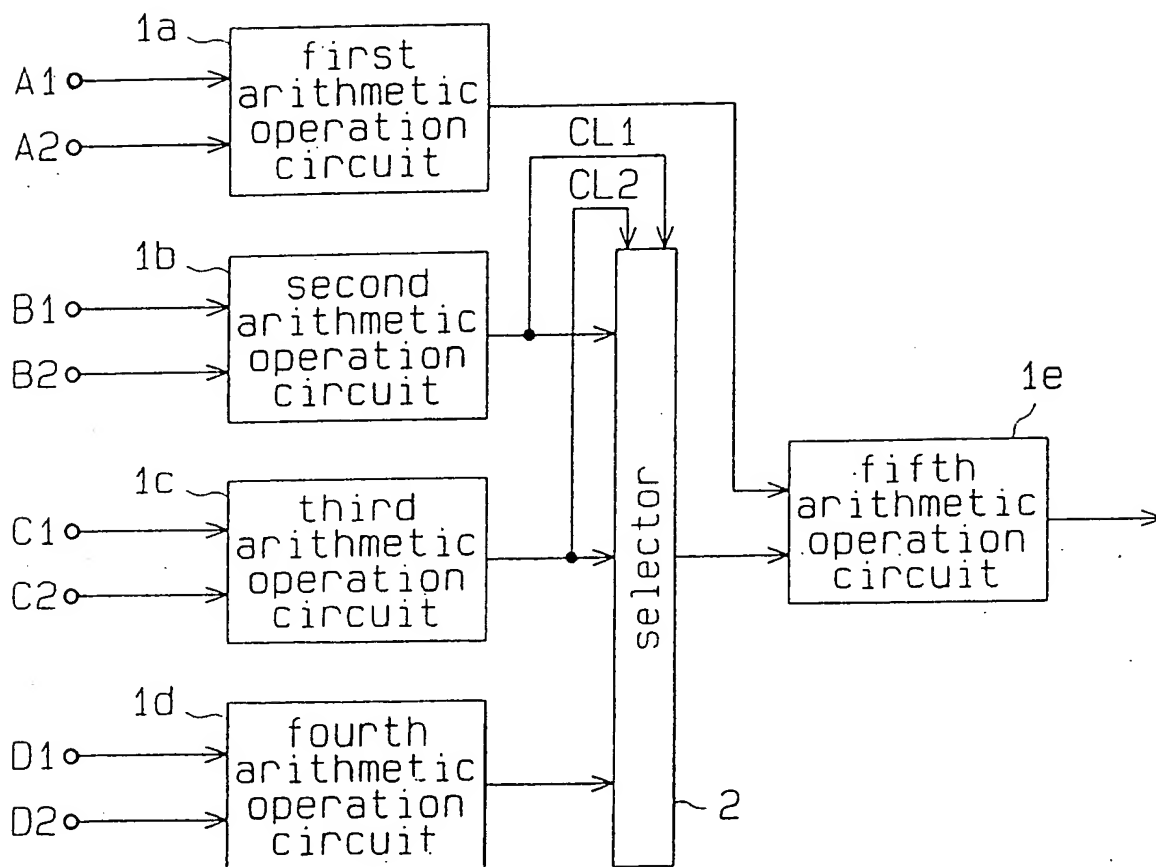 1a
first
arithmetic
operation
circuit
A1
A2
CL1
CL2
1b
second
arithmetic
operation
circuit
B1
B2
1e
fifth
arithmetic
operation
circuit
1c
third
arithmetic
operation
circuit
C1
C2
selector
1d
fourth
arithmetic
operation
circuit
D1
D2
2